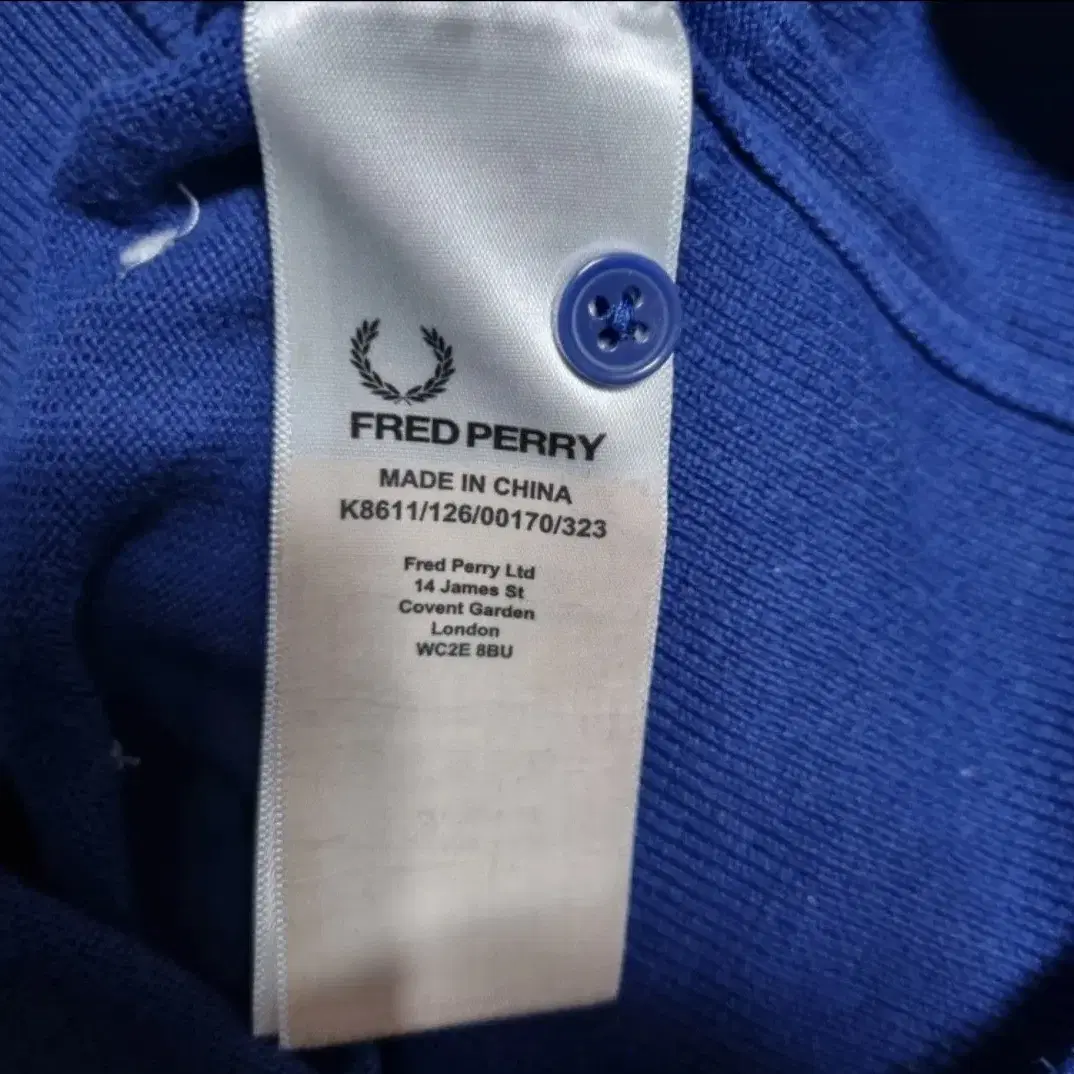 FRED PERRY
MADE IN CHINA
K8611/126/00170/323
Fred Perry Ltd
14 James St
Covent Garden
London
WC2E 8BU